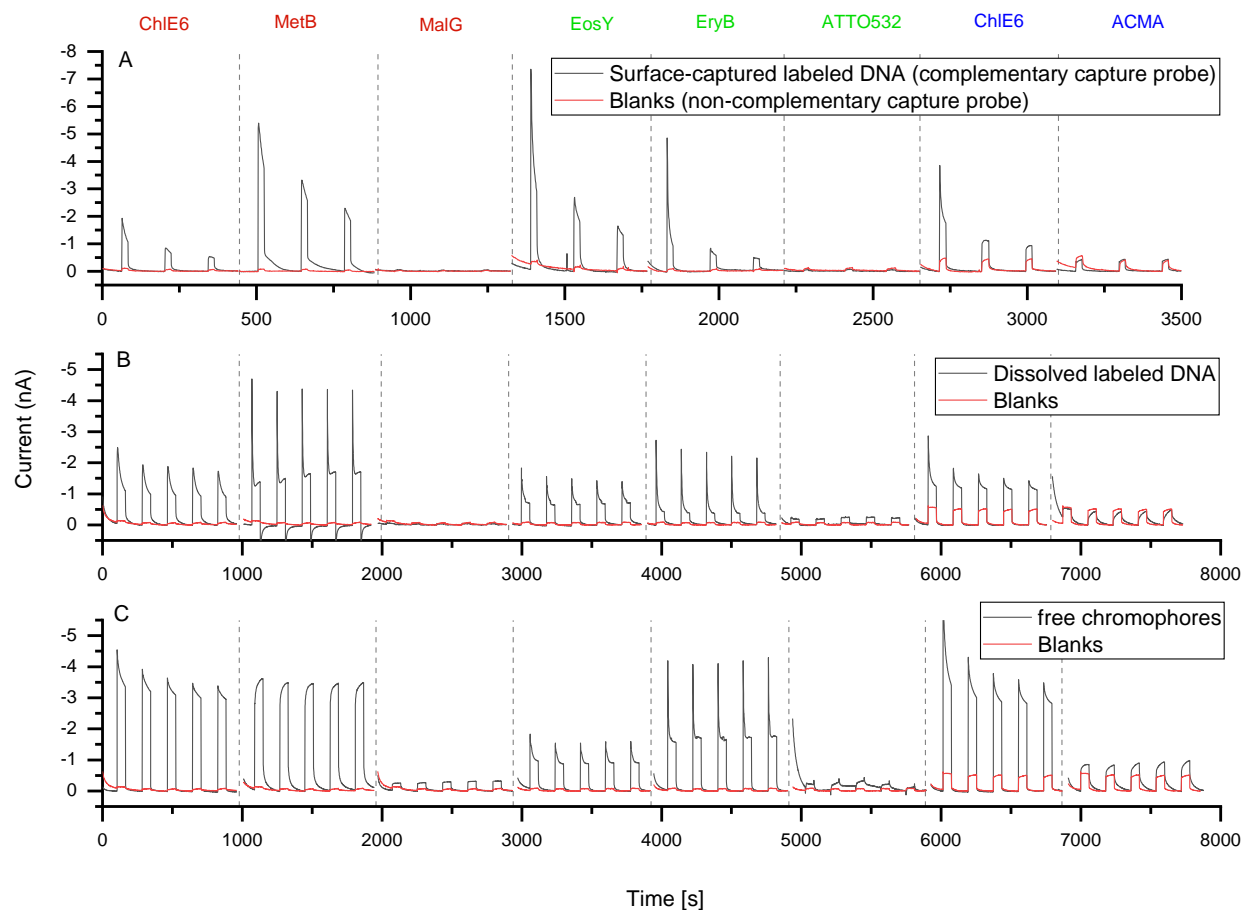 ChlE6 MetB MalG EosY EryB ATTO532 ChlE6 ACMA
A
Surface-captured labeled DNA (complementary capture probe)
Blanks (non-complementary capture probe)
-8
-7
-6
-5
-4
-3
-2
-1
0
0 500 1000 1500 2000 2500 3000 3500
B
Dissolved labeled DNA
Blanks
-5
-4
-3
-2
-1
0
0 1000 2000 3000 4000 5000 6000 7000 8000
Current (nA)
C
free chromophores
Blanks
-5
-4
-3
-2
-1
0
0 1000 2000 3000 4000 5000 6000 7000 8000
Time [s]